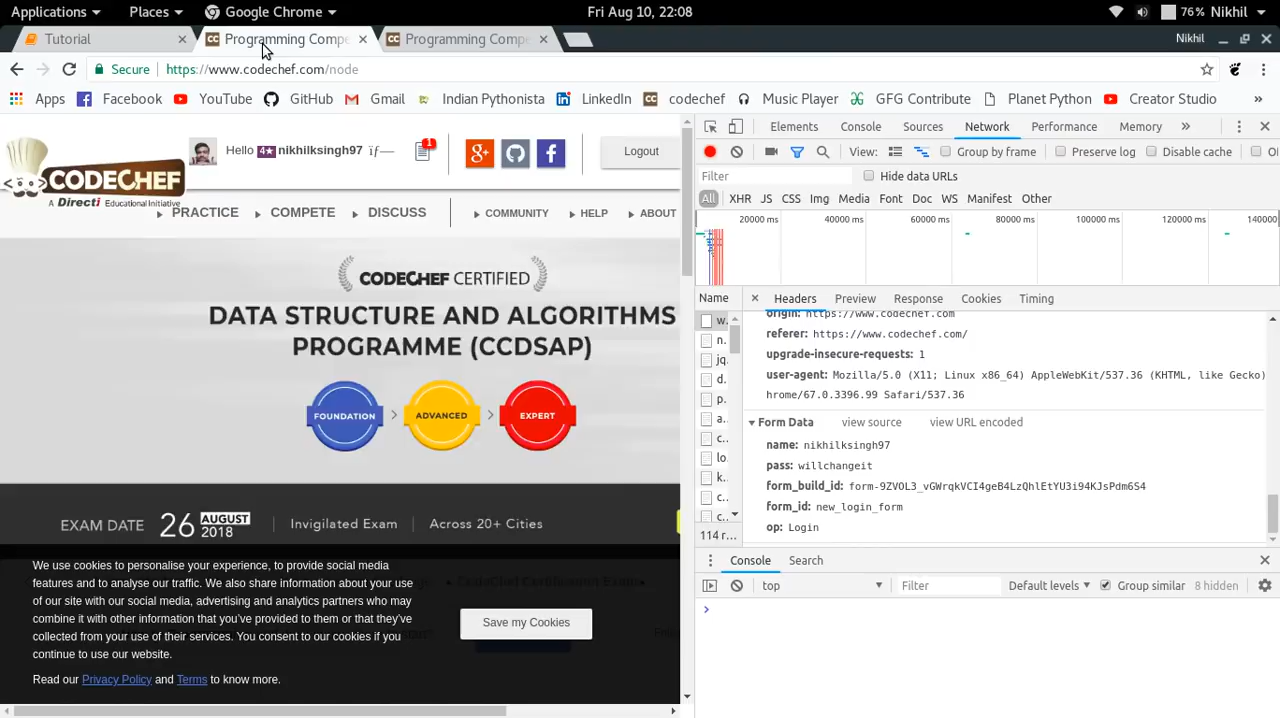 Applications Places Google Chrome Fri Aug 10, 22:08 76% Nikhil
Tutorial Programming Compe Programming Compe Nikhil
Secure https://www.codechef.com/node
Apps Facebook YouTube GitHub Gmail Indian Pythonista LinkedIn codechef Music Player GFG Contribute Planet Python Creator Studio »
CODECHEF
A Directi Educational Initiative
Hello 4★ nikhilksingh97 ïƒ—
1
g+
f
Logout
PRACTICE COMPETE DISCUSS COMMUNITY HELP ABOUT
CODECHEF CERTIFIED
DATA STRUCTURE AND ALGORITHMS
PROGRAMME (CCDSAP)
FOUNDATION > ADVANCED > EXPERT
EXAM DATE 26 AUGUST 2018 Invigilated Exam Across 20+ Cities
We use cookies to personalise your experience, to provide social
media features and to analyse our traffic. We also share information about your use
of our site with our social media, advertising and analytics partners who may
combine it with other information that you've provided to them or that they've
collected from your use of their services. You consent to our cookies if you
continue to use our website.
Read our Privacy Policy and Terms to know more.
Save my Cookies
Elements Console Sources Network Performance Memory »
View: Group by frame Preserve log Disable cache
Filter Hide data URLs
All XHR JS CSS Img Media Font Doc WS Manifest Other
20000 ms 40000 ms 60000 ms 80000 ms 100000 ms 120000 ms 140000
Name × Headers Preview Response Cookies Timing
w.
n.
jq
d.
p.
a.
c.
lo
k.
c.
c.
114 r...
origin: https://www.codechef.com
referer: https://www.codechef.com/
upgrade-insecure-requests: 1
user-agent: Mozilla/5.0 (X11; Linux x86_64) AppleWebKit/537.36 (KHTML, like Gecko)
hrome/67.0.3396.99 Safari/537.36
Form Data view source view URL encoded
name: nikhilksingh97
pass: willchangeit
form_build_id: form-9ZVOL3_vGWrqkVCI4geB4LzQhlEtYU3i94KJsPdm6S4
form_id: new_login_form
op: Login
Console Search
top Filter Default levels Group similar 8 hidden